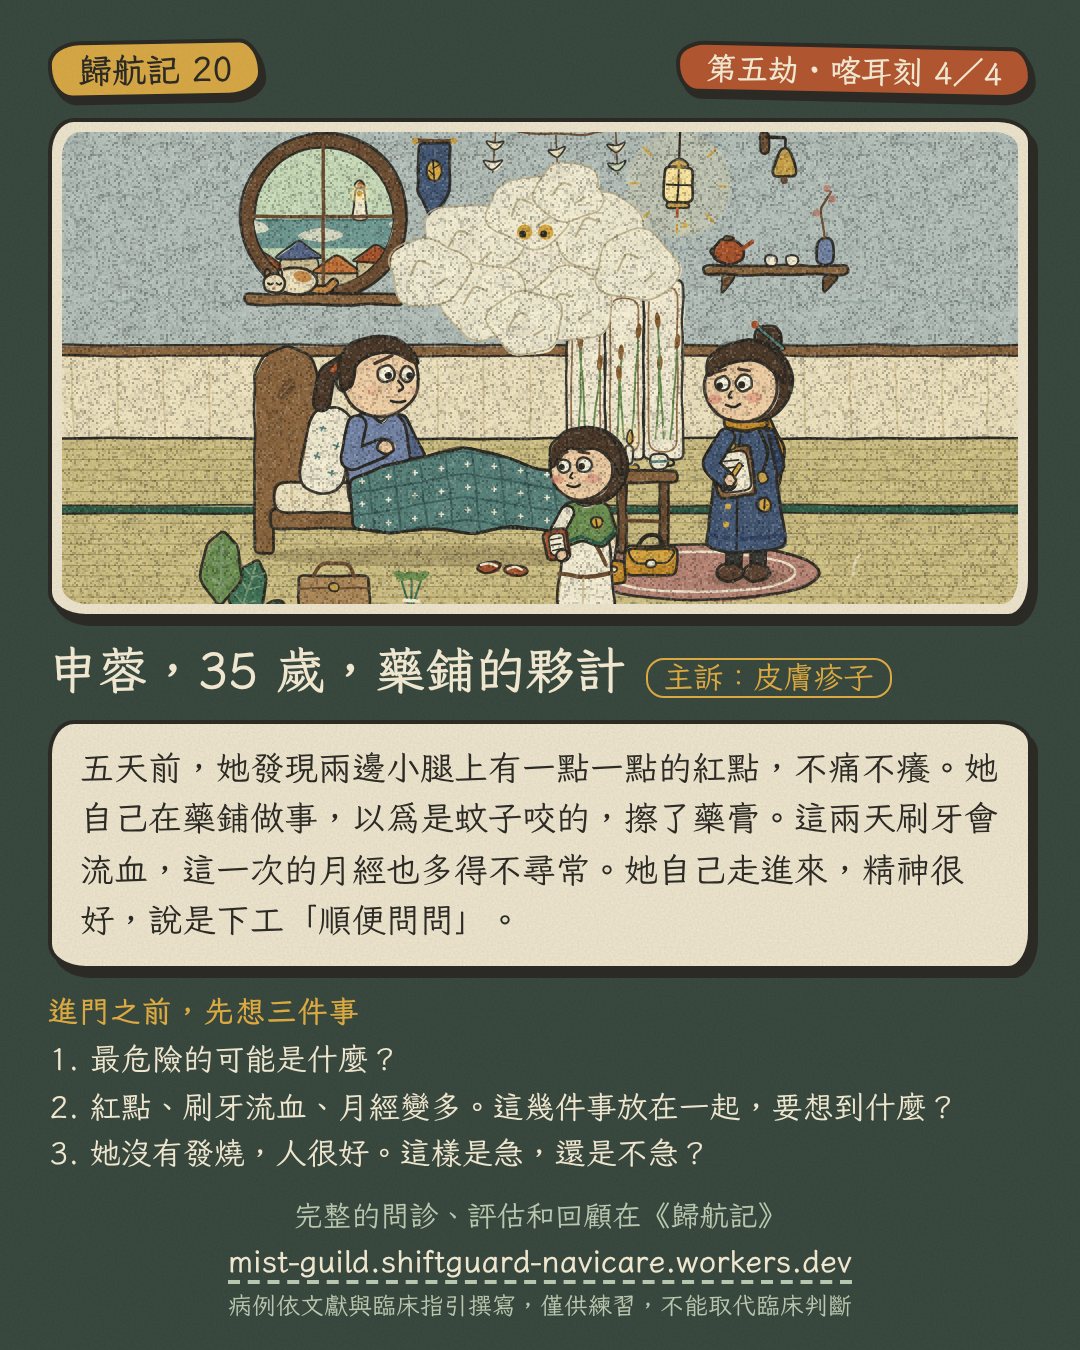 歸航記 20
第五劫・喀耳刻 4／4
申蓉，35 歲，藥鋪的夥計
主訴：皮膚疹子
五天前，她發現兩邊小腿上有一點一點的紅點，不痛不癢。她
自己在藥鋪做事，以爲是蚊子咬的，擦了藥膏。這兩天刷牙會
流血，這一次的月經也多得不尋常。她自己走進來，精神很
好，說是下工「順便問問」。
進門之前，先想三件事
1. 最危險的可能是什麼？
2. 紅點、刷牙流血、月經變多。這幾件事放在一起，要想到什麼？
3. 她沒有發燒，人很好。這樣是急，還是不急？
完整的問診、評估和回顧在《歸航記》
mist-guild.shiftguard-navicare.workers.dev
病例依文獻與臨床指引撰寫，僅供練習，不能取代臨床判斷